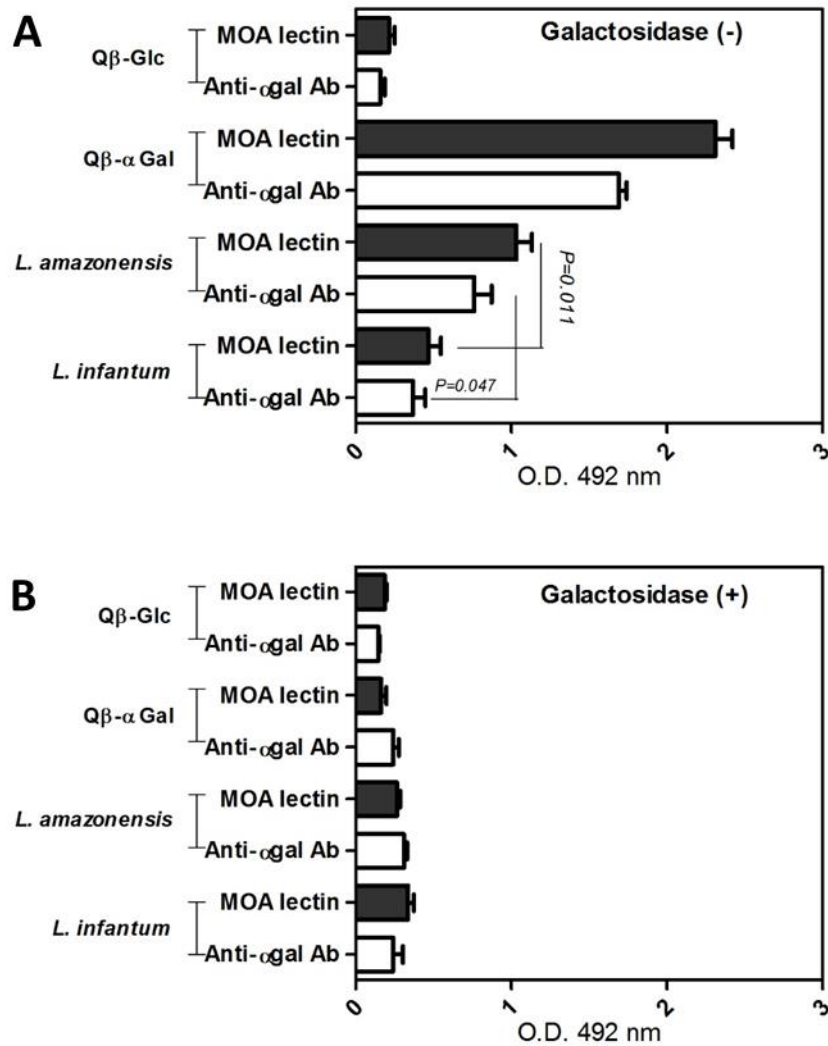 A
Galactosidase (-)
Qβ-Glc
MOA lectin
Anti-αgal Ab
Qβ-α Gal
MOA lectin
Anti-αgal Ab
L. amazonensis
MOA lectin
Anti-αgal Ab
L. infantum
MOA lectin
Anti-αgal Ab
P=0.011
P=0.047
0 1 2 3
O.D. 492 nm
B
Galactosidase (+)
Qβ-Glc
MOA lectin
Anti-αgal Ab
Qβ-α Gal
MOA lectin
Anti-αgal Ab
L. amazonensis
MOA lectin
Anti-αgal Ab
L. infantum
MOA lectin
Anti-αgal Ab
0 1 2 3
O.D. 492 nm